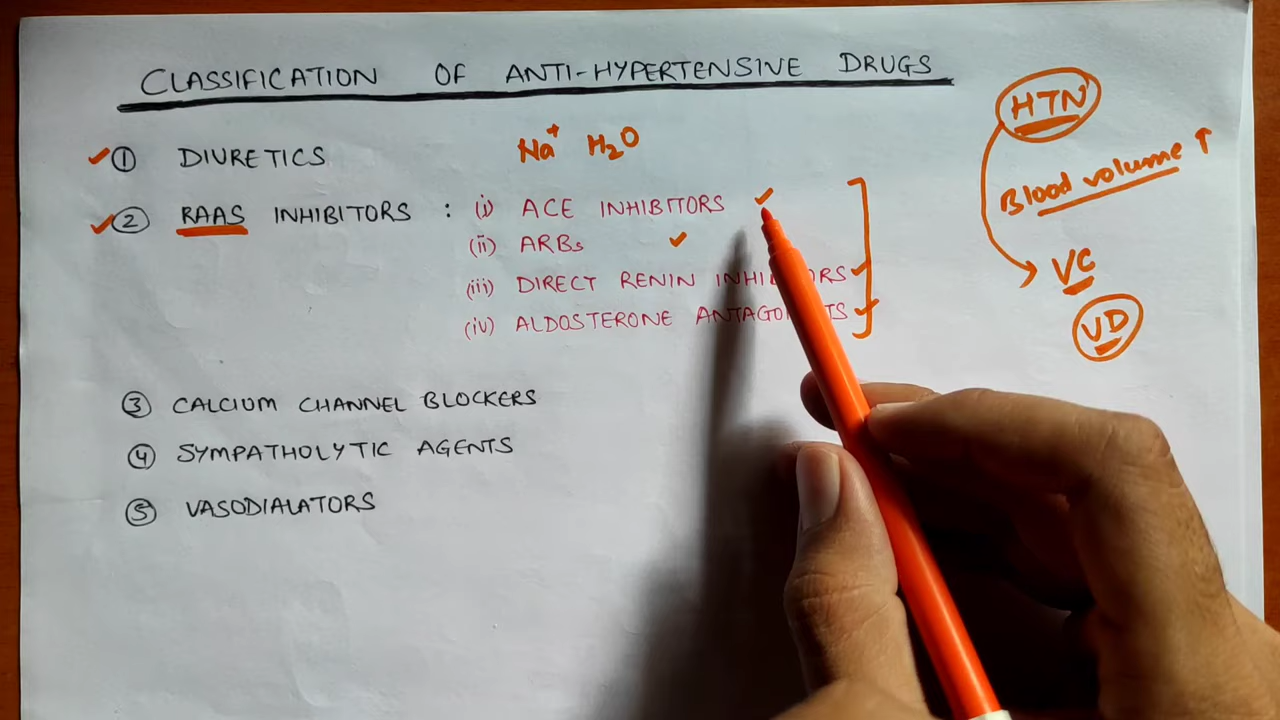 CLASSIFICATION OF ANTI-HYPERTENSIVE DRUGS
HTN
① DIURETICS Na+ H2O
Blood volume ↑
② RAAS INHIBITORS : (i) ACE INHIBITORS
(ii) ARBs
(iii) DIRECT RENIN
VC
(iv) ALDOSTERONE
VD
③ CALCIUM CHANNEL BLOCKERS
④ SYMPATHOLYTIC AGENTS
⑤ VASODIALATORS